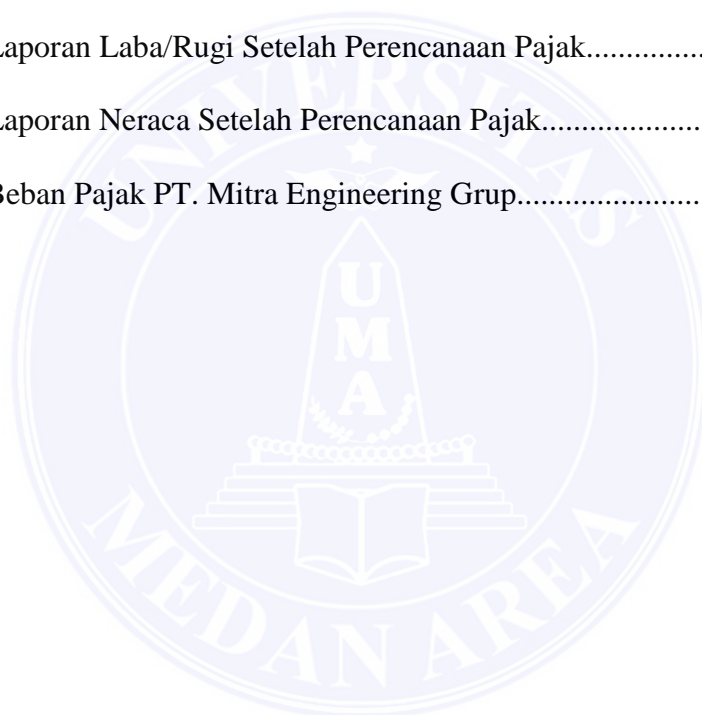 Laporan Laba/Rugi Setelah Perencanaan Pajak................
Laporan Neraca Setelah Perencanaan Pajak.....................
Beban Pajak PT. Mitra Engineering Grup.......................
UNIVERSITAS
UMA
MEDAN AREA